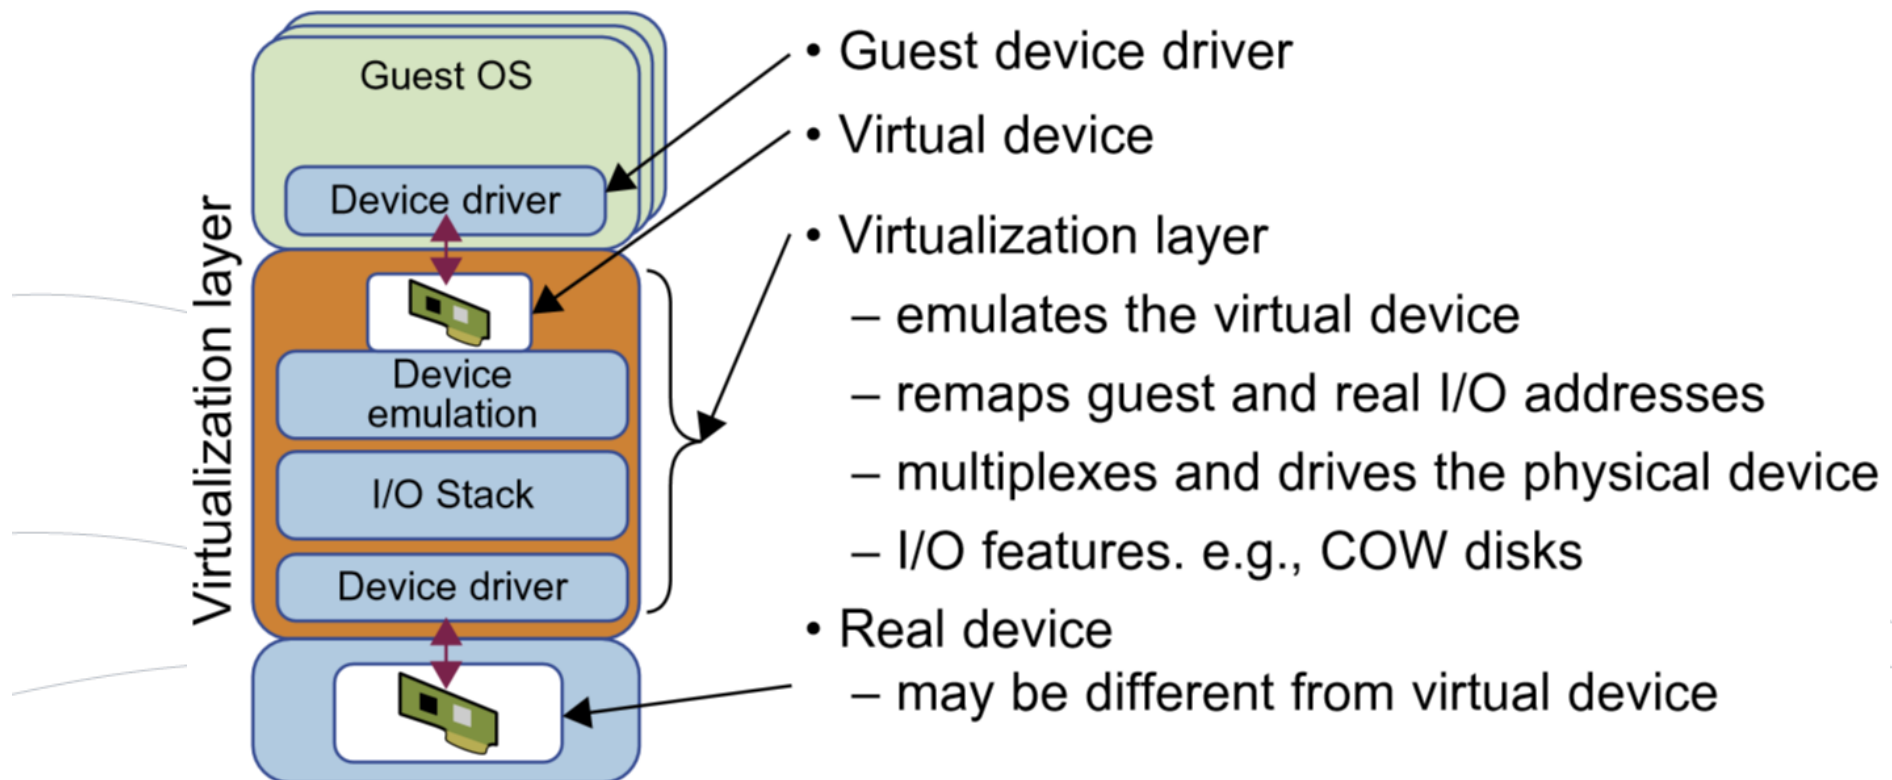 Guest OS
Device driver
Virtualization layer
Device
emulation
I/O Stack
Device driver
• Guest device driver
• Virtual device
• Virtualization layer
– emulates the virtual device
– remaps guest and real I/O addresses
– multiplexes and drives the physical device
– I/O features. e.g., COW disks
• Real device
– may be different from virtual device